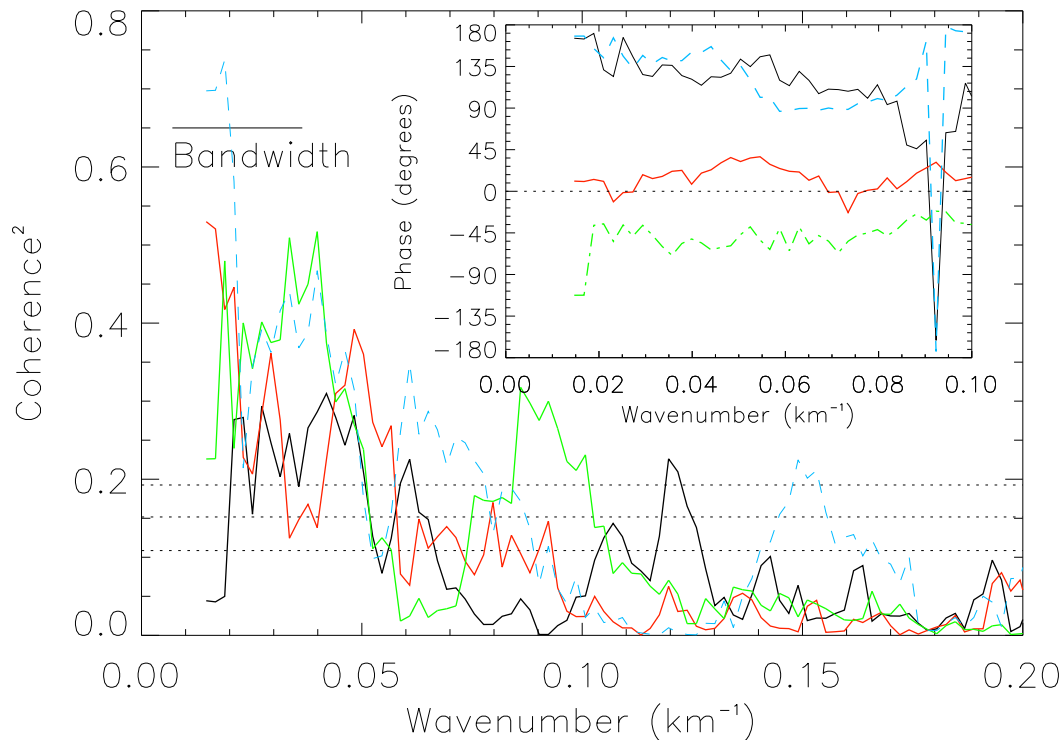 0.8
0.6
0.4
0.2
0.0
Coherence²
0.00 0.05 0.10 0.15 0.20
Wavenumber (km⁻¹)
Bandwidth
180
135
90
45
0
-45
-90
-135
-180
Phase (degrees)
0.00 0.02 0.04 0.06 0.08 0.10
Wavenumber (km⁻¹)